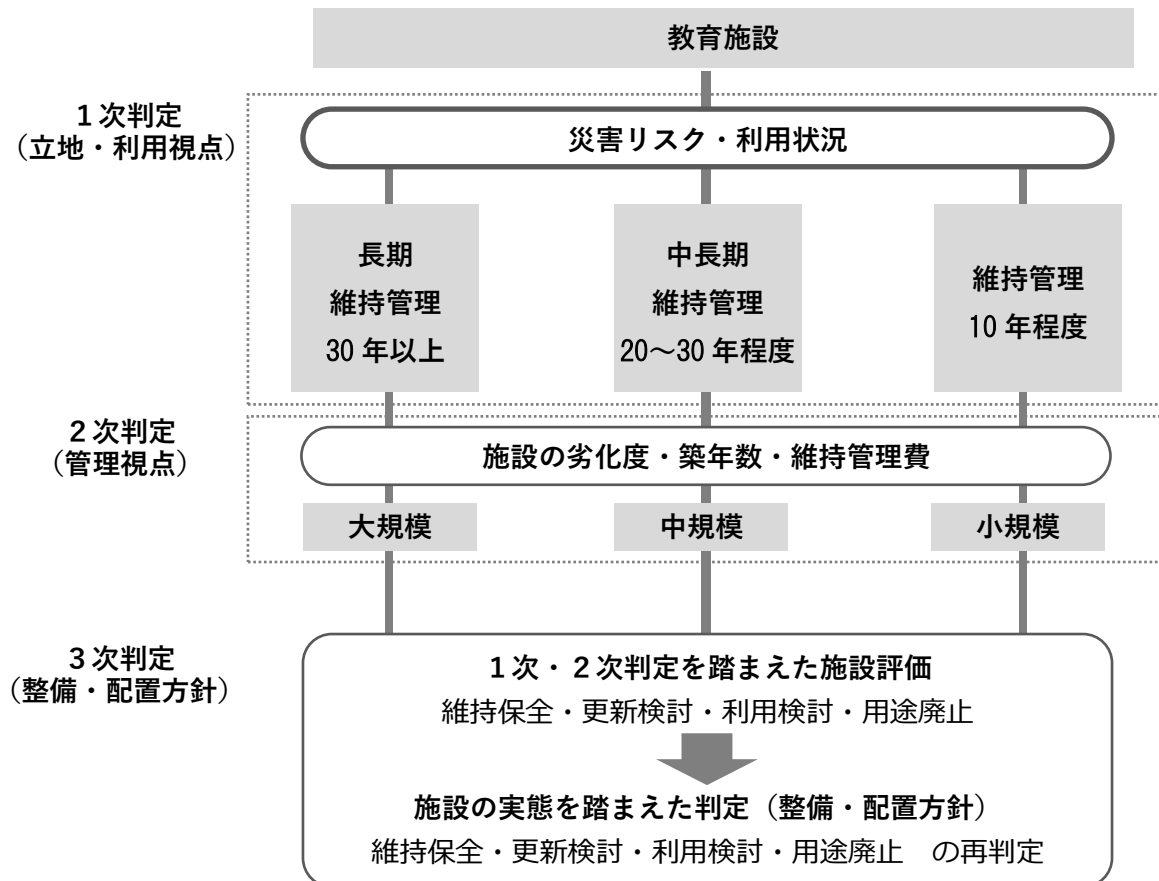 教育施設
1次判定
（立地・利用視点）
災害リスク・利用状況
長期
維持管理
30年以上
中長期
維持管理
20～30年程度
維持管理
10年程度
2次判定
（管理視点）
施設の劣化度・築年数・維持管理費
大規模
中規模
小規模
3次判定
（整備・配置方針）
1次・2次判定を踏まえた施設評価
維持保全・更新検討・利用検討・用途廃止
施設の実態を踏まえた判定（整備・配置方針）
維持保全・更新検討・利用検討・用途廃止　の再判定